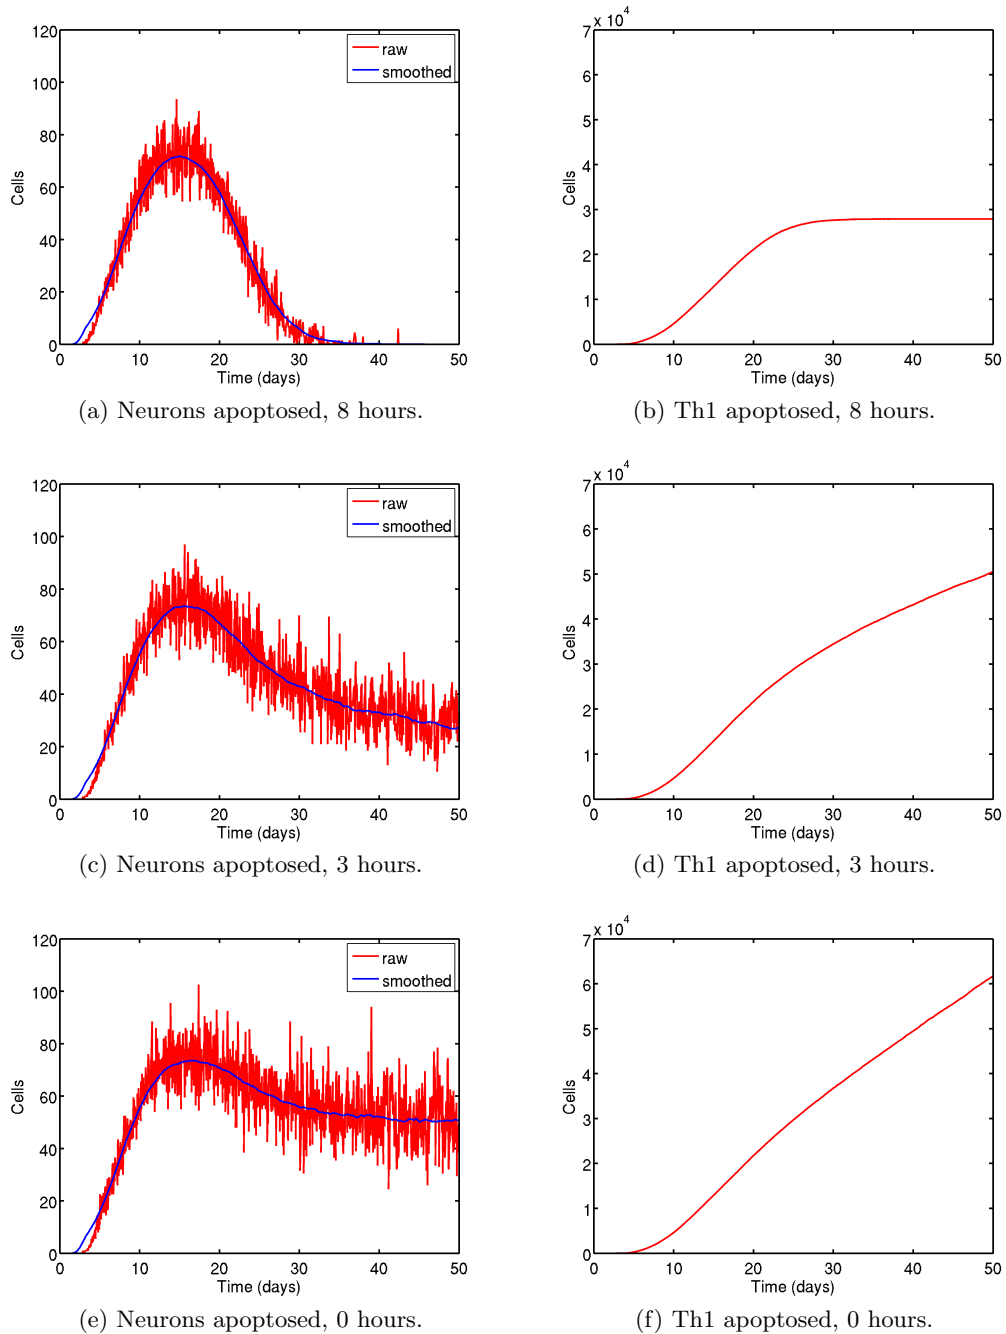 120
100
80
60
40
20
0
Cells
raw
smoothed
0 10 20 30 40 50
Time (days)
(a) Neurons apoptosed, 8 hours.
x 10^4
7
6
5
4
3
2
1
0
Cells
0 10 20 30 40 50
Time (days)
(b) Th1 apoptosed, 8 hours.
120
100
80
60
40
20
0
Cells
raw
smoothed
0 10 20 30 40 50
Time (days)
(c) Neurons apoptosed, 3 hours.
x 10^4
7
6
5
4
3
2
1
0
Cells
0 10 20 30 40 50
Time (days)
(d) Th1 apoptosed, 3 hours.
120
100
80
60
40
20
0
Cells
raw
smoothed
0 10 20 30 40 50
Time (days)
(e) Neurons apoptosed, 0 hours.
x 10^4
7
6
5
4
3
2
1
0
Cells
0 10 20 30 40 50
Time (days)
(f) Th1 apoptosed, 0 hours.